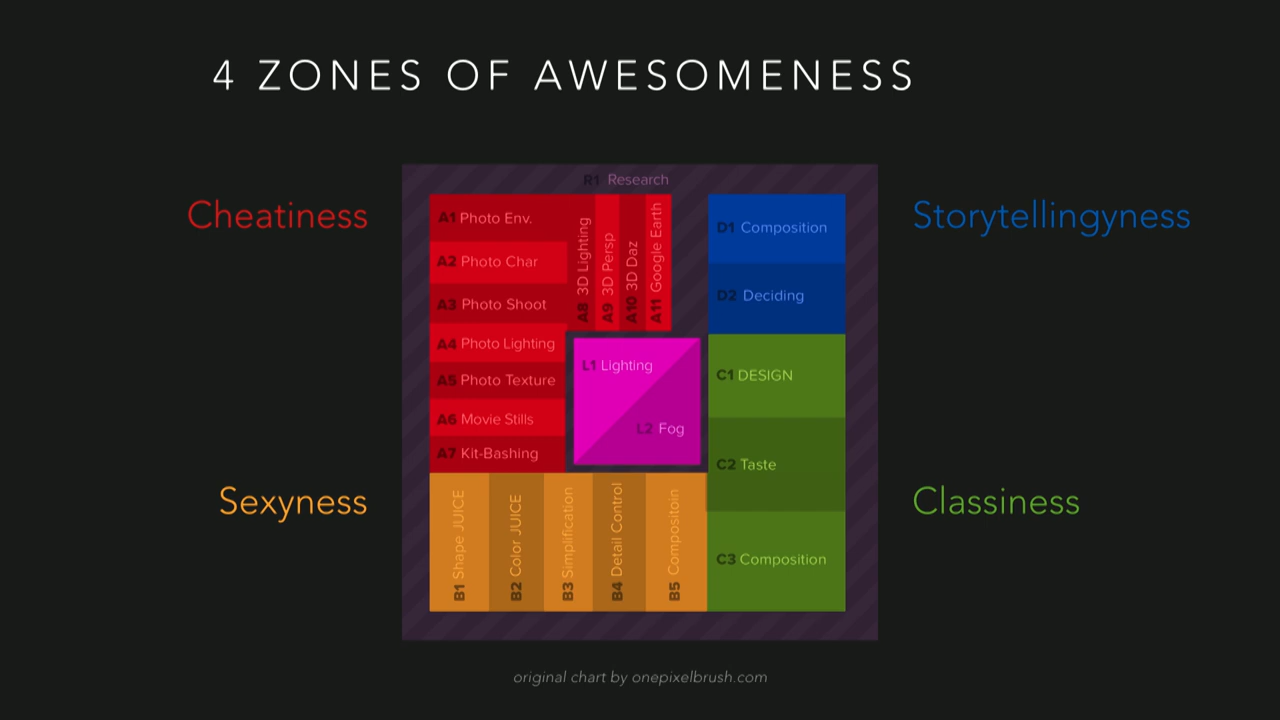 4 ZONES OF AWESOMENESS
R1 Research
Cheatiness
A1 Photo Env.
A2 Photo Char
A3 Photo Shoot
A4 Photo Lighting
A5 Photo Texture
A6 Movie Stills
A7 Kit-Bashing
A8 3D Lighting
A9 3D Persp
A10 3D Daz
A11 Google Earth
Storytellingyness
D1 Composition
D2 Deciding
L1 Lighting
L2 Fog
Sexyness
B1 Shape JUICE
B2 Color JUICE
B3 Simplification
B4 Detail Control
B5 Compositoin
Classiness
C1 DESIGN
C2 Taste
C3 Composition
original chart by onepixelbrush.com